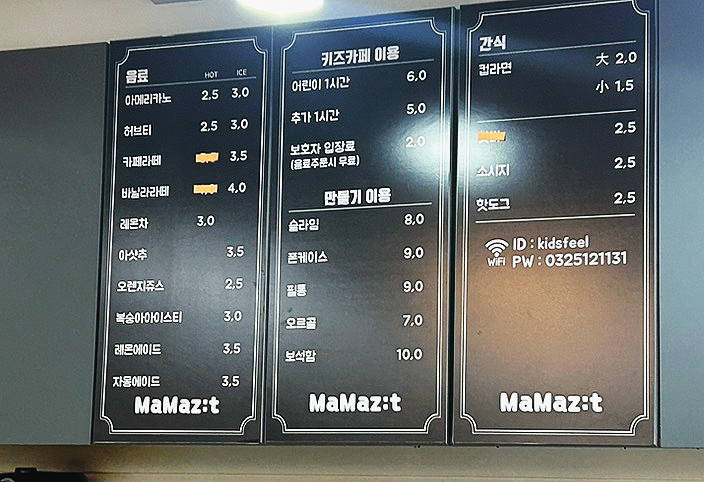 음료 HOT ICE
아메리카노 2,5 3,0
허브티 2,5 3,0
카페라떼 3,5
바닐라라떼 4,0
레몬차 3,0
아샷추 3,5
오렌지쥬스 2,5
복숭아아이스티 3,0
레몬에이드 3,5
자몽에이드 3,5
MaMaz:t
키즈카페 이용
어린이 1시간 6,0
추가 1시간 5,0
보호자 입장료 2,0
(음료주문시 무료)
만들기 이용
슬라임 8,0
폰케이스 9,0
필통 9,0
오르골 7,0
보석함 10,0
MaMaz:t
간식
컵라면 大 2,0
小 1,5
2,5
소시지 2,5
핫도그 2,5
WiFi ID : kidsfeel
PW : 0325121131
MaMaz:t